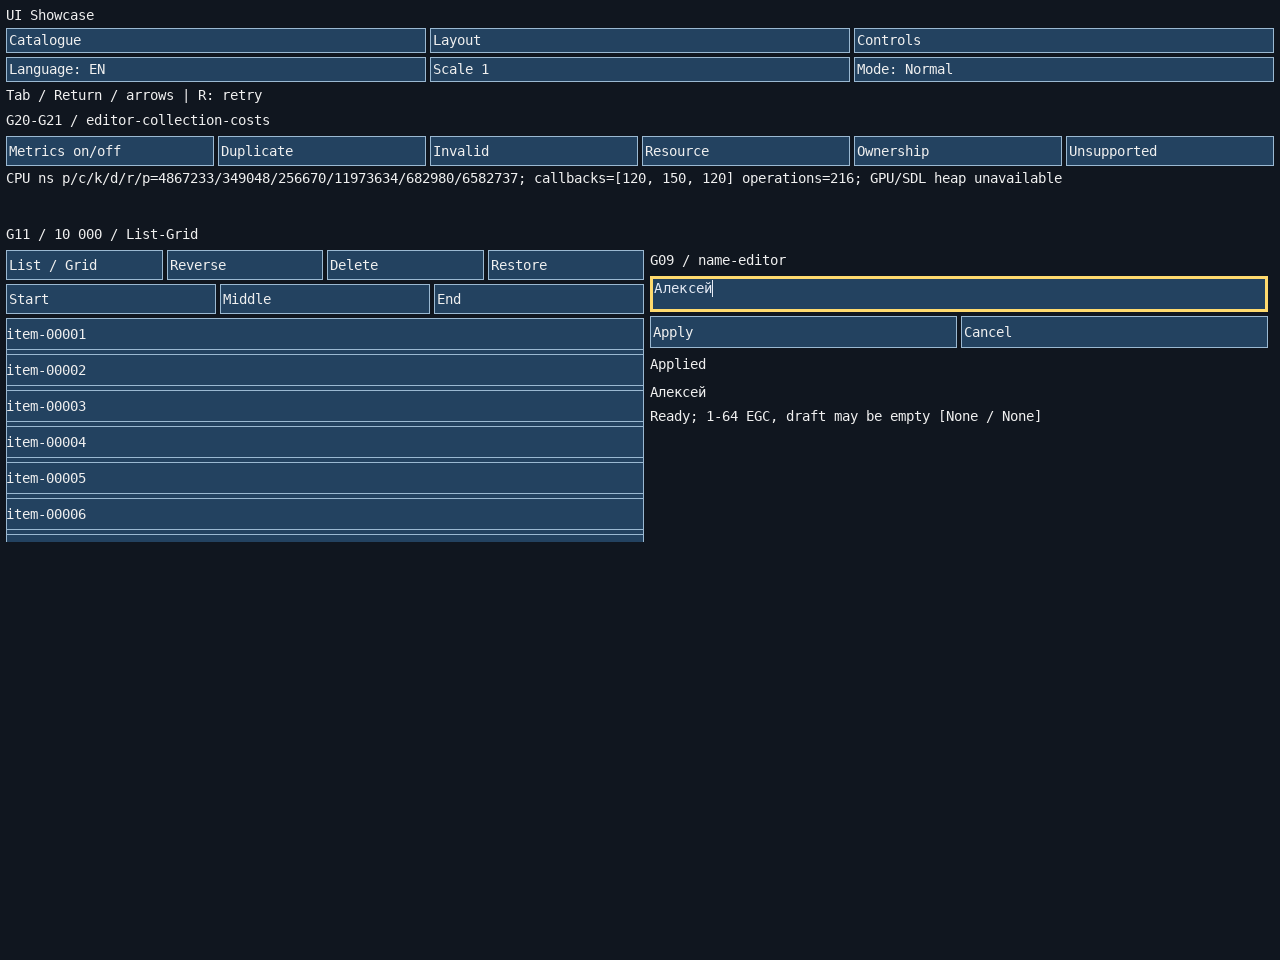 UI Showcase
Catalogue Layout Controls
Language: EN Scale 1 Mode: Normal
Tab / Return / arrows | R: retry
G20-G21 / editor-collection-costs
Metrics on/off Duplicate Invalid Resource Ownership Unsupported
CPU ns p/c/k/d/r/p=4867233/349048/256670/11973634/682980/6582737; callbacks=[120, 150, 120] operations=216; GPU/SDL heap unavailable
G11 / 10 000 / List-Grid
List / Grid Reverse Delete Restore
Start Middle End
item-00001
item-00002
item-00003
item-00004
item-00005
item-00006
G09 / name-editor
Алексей
Apply Cancel
Applied
Алексей
Ready; 1-64 EGC, draft may be empty [None / None]